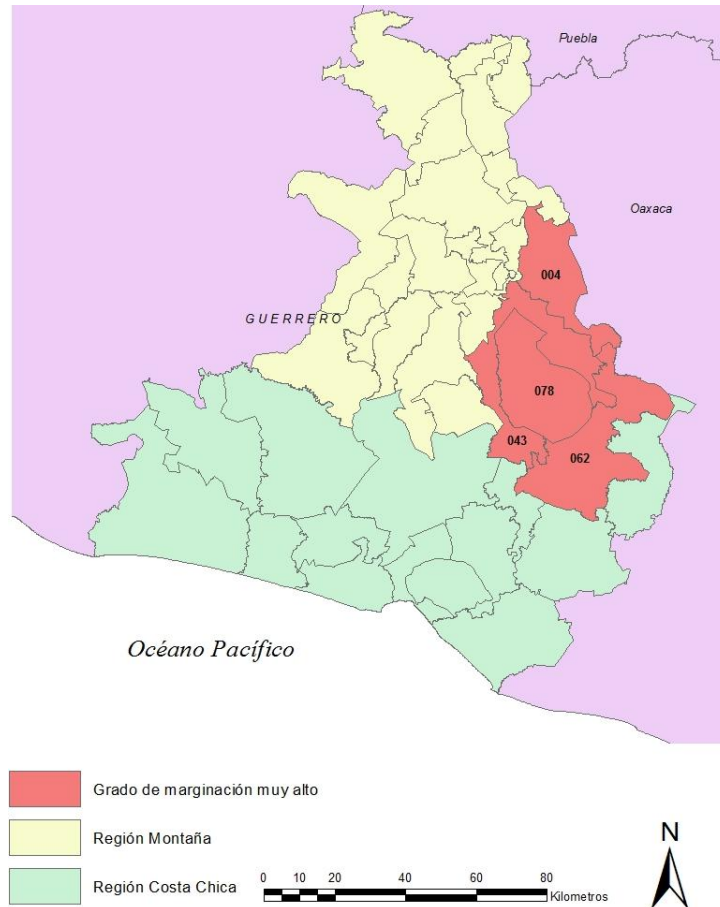 Puebla
Oaxaca
004
GUERRERO
078
043
062
Océano Pacífico
Grado de marginación muy alto
Región Montaña
Región Costa Chica
N
0 10 20 40 60 80
Kilometros